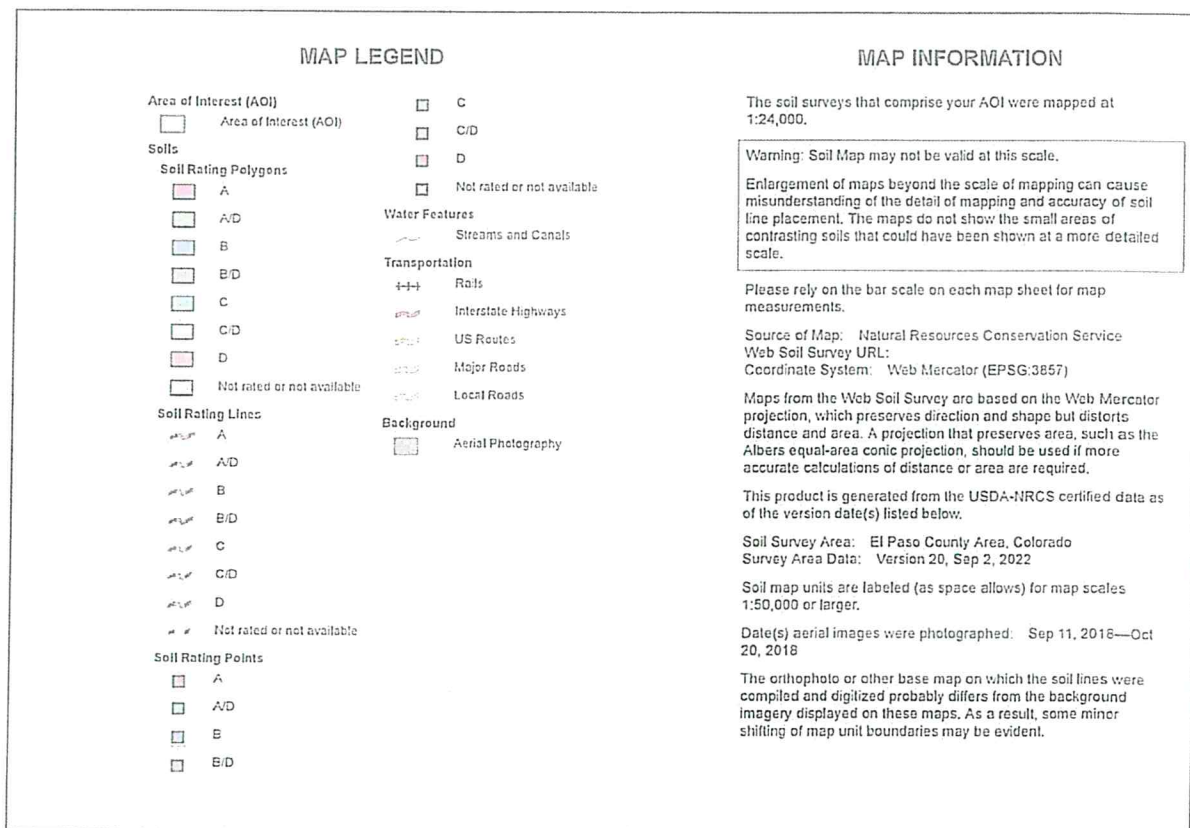 MAP LEGEND
Area of Interest (AOI)
Area of Interest (AOI)
Soils
Soil Rating Polygons
A
A/D
B
B/D
C
C/D
D
Not rated or not available
Soil Rating Lines
A
A/D
B
B/D
C
C/D
D
Not rated or not available
Soil Rating Points
A
A/D
B
B/D
C
C/D
D
Not rated or not available
Water Features
Streams and Canals
Transportation
Rails
Interstate Highways
US Routes
Major Roads
Local Roads
Background
Aerial Photography
MAP INFORMATION
The soil surveys that comprise your AOI were mapped at
1:24,000.
Warning: Soil Map may not be valid at this scale.
Enlargement of maps beyond the scale of mapping can cause
misunderstanding of the detail of mapping and accuracy of soil
line placement. The maps do not show the small areas of
contrasting soils that could have been shown at a more detailed
scale.
Please rely on the bar scale on each map sheet for map
measurements.
Source of Map: Natural Resources Conservation Service
Web Soil Survey URL:
Coordinate System: Web Mercator (EPSG:3857)
Maps from the Web Soil Survey are based on the Web Mercator
projection, which preserves direction and shape but distorts
distance and area. A projection that preserves area, such as the
Albers equal-area conic projection, should be used if more
accurate calculations of distance or area are required.
This product is generated from the USDA-NRCS certified data as
of the version date(s) listed below.
Soil Survey Area: El Paso County Area, Colorado
Survey Area Data: Version 20, Sep 2, 2022
Soil map units are labeled (as space allows) for map scales
1:50,000 or larger.
Date(s) aerial images were photographed: Sep 11, 2018—Oct
20, 2018
The orthophoto or other base map on which the soil lines were
compiled and digitized probably differs from the background
imagery displayed on these maps. As a result, some minor
shifting of map unit boundaries may be evident.